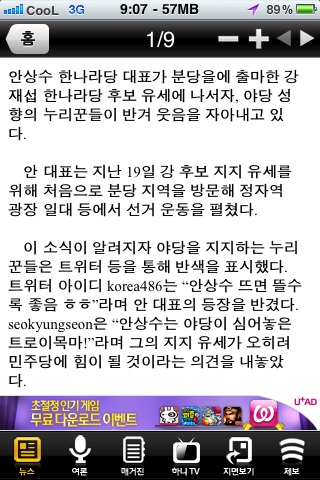 CooL 3G 9:07 - 57MB 89%
홈 1/9
안상수 한나라당 대표가 분당을에 출마한 강
재섭 한나라당 후보 유세에 나서자, 야당 성
향의 누리꾼들이 반겨 웃음을 자아내고 있
다.
안 대표는 지난 19일 강 후보 지지 유세를
위해 처음으로 분당 지역을 방문해 정자역
광장 일대 등에서 선거 운동을 펼쳤다.
이 소식이 알려지자 야당을 지지하는 누리
꾼들은 트위터 등을 통해 반색을 표시했다.
트위터 아이디 korea486는 “안상수 뜨면 뜰수
록 좋음 ㅎㅎ”라며 안 대표의 등장을 반겼다.
seokyungseon은 “안상수는 야당이 심어놓은
트로이목마!”라며 그의 지지 유세가 오히려
민주당에 힘이 될 것이라는 의견을 내놓았
다.
초절정 인기 게임
무료다운로드 이벤트
U+AD
뉴스 여론 매거진 하니TV 지면보기 제보